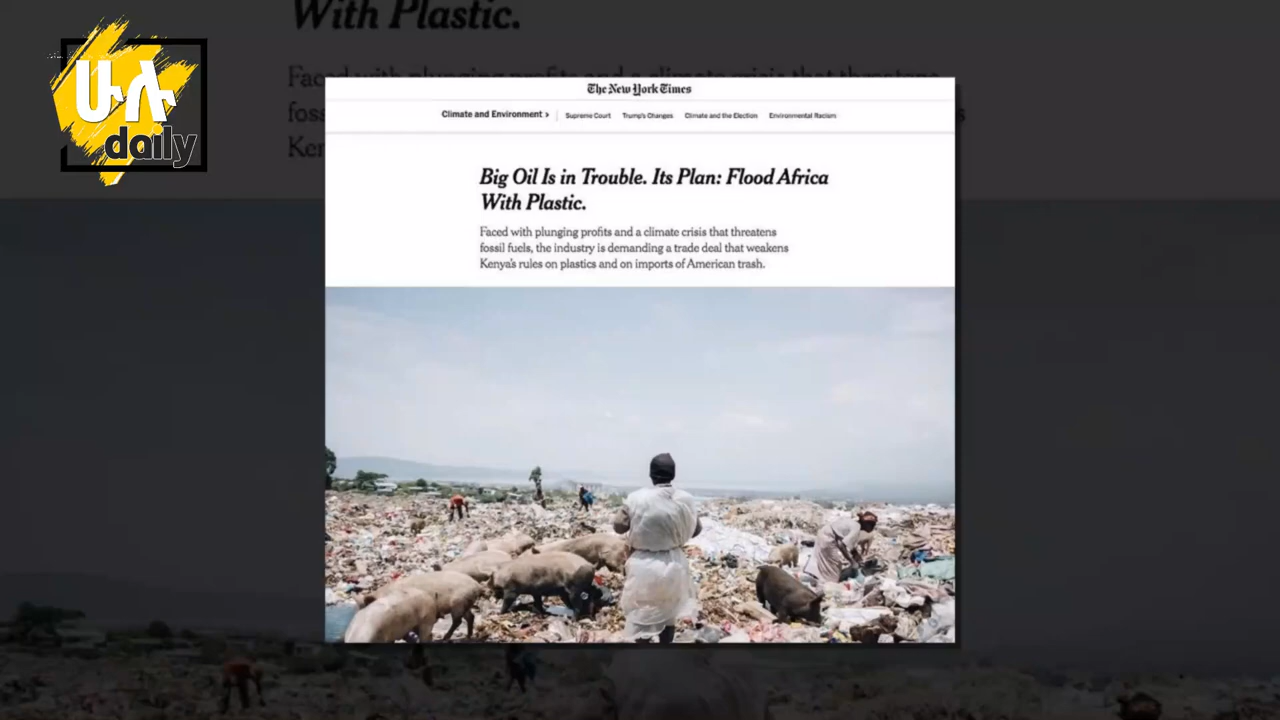 With Plastic.
ሁሉ
daily
The New York Times
Climate and Environment ›
Supreme Court
Trump's Changes
Climate and the Election
Environmental Racism
Big Oil Is in Trouble. Its Plan: Flood Africa
With Plastic.
Faced with plunging profits and a climate crisis that threatens
fossil fuels, the industry is demanding a trade deal that weakens
Kenya's rules on plastics and on imports of American trash.